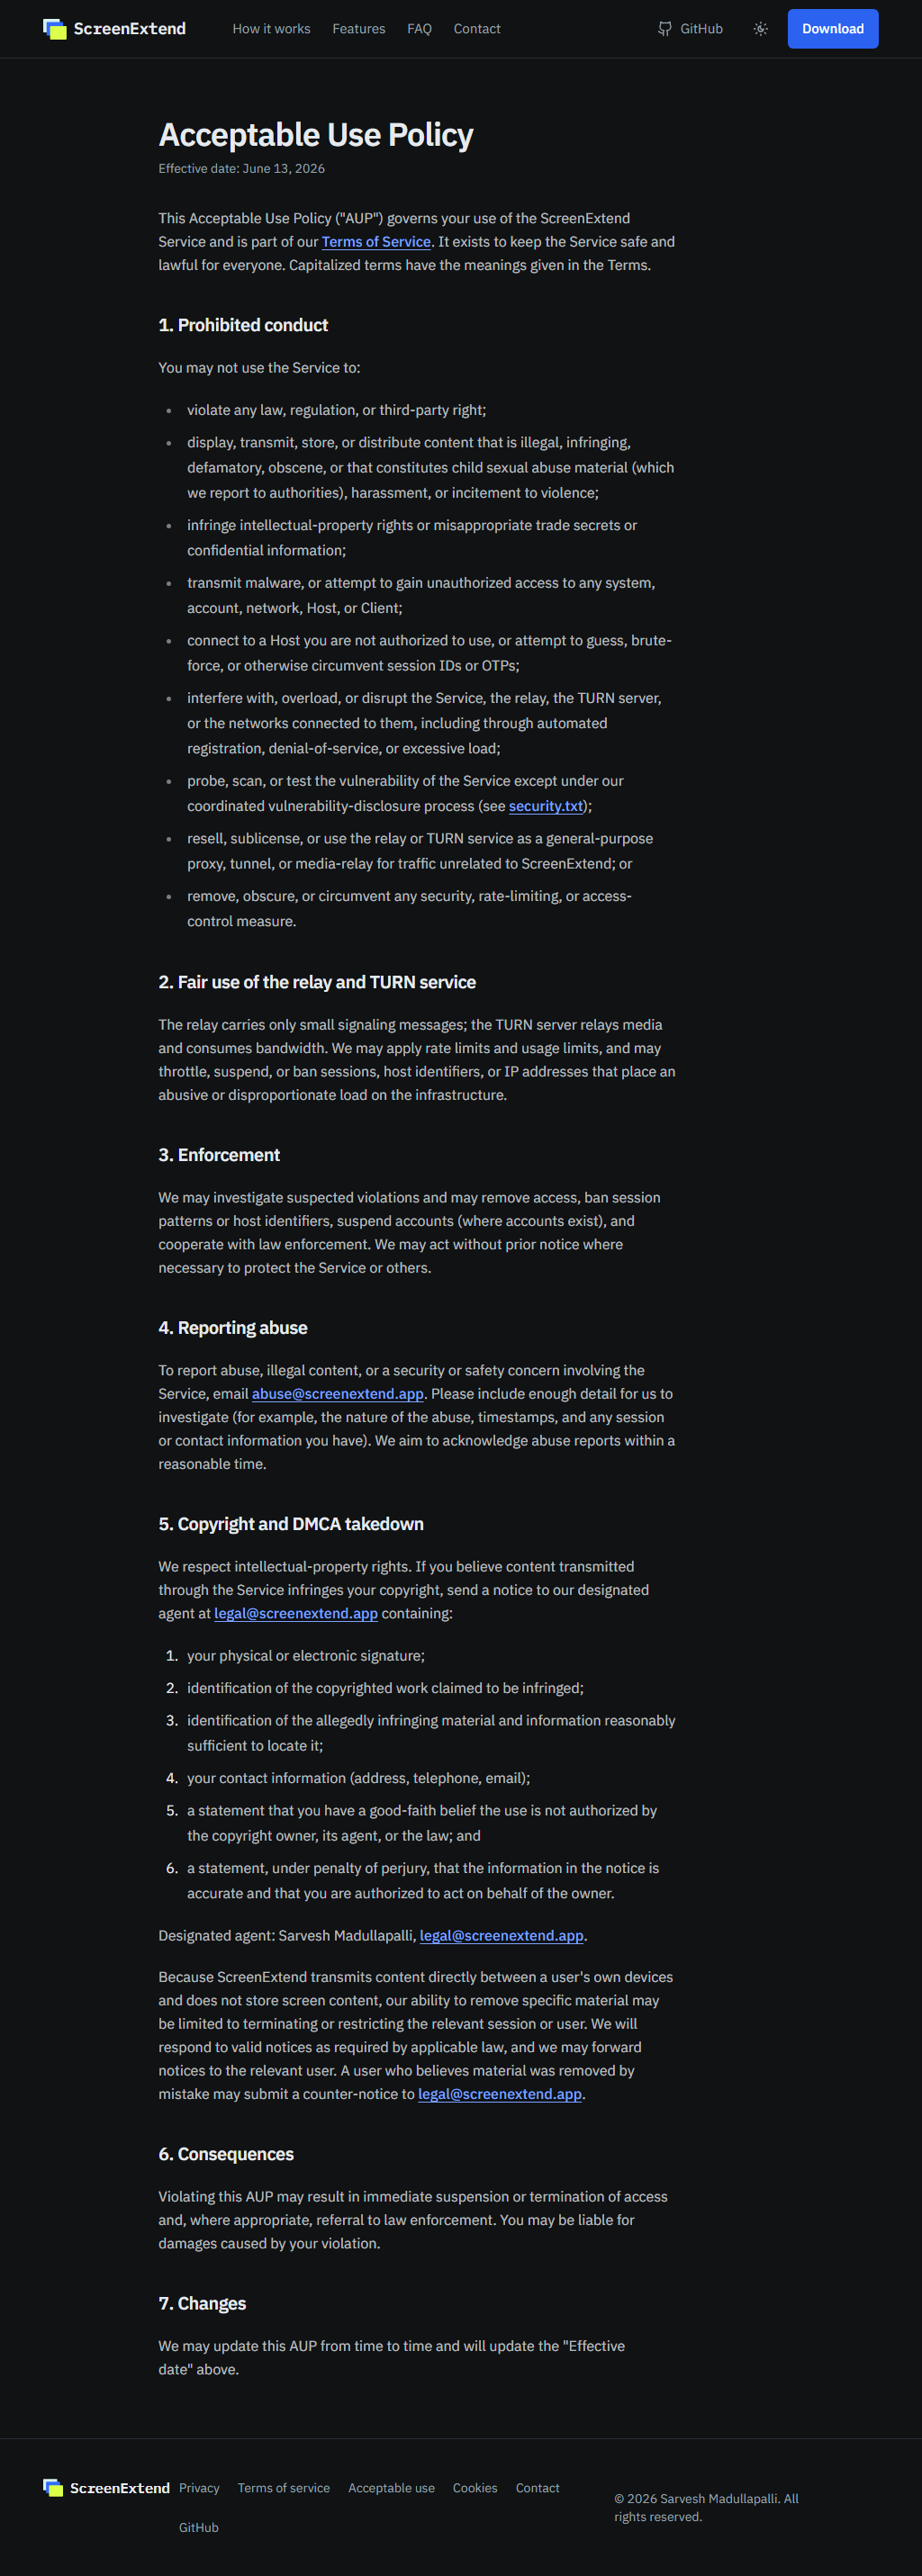 ScreenExtend How it works Features FAQ Contact GitHub Download
Acceptable Use Policy
Effective date: June 13, 2026
This Acceptable Use Policy ("AUP") governs your use of the ScreenExtend
Service and is part of our Terms of Service. It exists to keep the Service safe and
lawful for everyone. Capitalized terms have the meanings given in the Terms.
1. Prohibited conduct
You may not use the Service to:
• violate any law, regulation, or third-party right;
• display, transmit, store, or distribute content that is illegal, infringing,
defamatory, obscene, or that constitutes child sexual abuse material (which
we report to authorities), harassment, or incitement to violence;
• infringe intellectual-property rights or misappropriate trade secrets or
confidential information;
• transmit malware, or attempt to gain unauthorized access to any system,
account, network, Host, or Client;
• connect to a Host you are not authorized to use, or attempt to guess, brute-
force, or otherwise circumvent session IDs or OTPs;
• interfere with, overload, or disrupt the Service, the relay, the TURN server,
or the networks connected to them, including through automated
registration, denial-of-service, or excessive load;
• probe, scan, or test the vulnerability of the Service except under our
coordinated vulnerability-disclosure process (see security.txt);
• resell, sublicense, or use the relay or TURN service as a general-purpose
proxy, tunnel, or media-relay for traffic unrelated to ScreenExtend; or
• remove, obscure, or circumvent any security, rate-limiting, or access-
control measure.
2. Fair use of the relay and TURN service
The relay carries only small signaling messages; the TURN server relays media
and consumes bandwidth. We may apply rate limits and usage limits, and may
throttle, suspend, or ban sessions, host identifiers, or IP addresses that place an
abusive or disproportionate load on the infrastructure.
3. Enforcement
We may investigate suspected violations and may remove access, ban session
patterns or host identifiers, suspend accounts (where accounts exist), and
cooperate with law enforcement. We may act without prior notice where
necessary to protect the Service or others.
4. Reporting abuse
To report abuse, illegal content, or a security or safety concern involving the
Service, email abuse@screenextend.app. Please include enough detail for us to
investigate (for example, the nature of the abuse, timestamps, and any session
or contact information you have). We aim to acknowledge abuse reports within a
reasonable time.
5. Copyright and DMCA takedown
We respect intellectual-property rights. If you believe content transmitted
through the Service infringes your copyright, send a notice to our designated
agent at legal@screenextend.app containing:
1. your physical or electronic signature;
2. identification of the copyrighted work claimed to be infringed;
3. identification of the allegedly infringing material and information reasonably
sufficient to locate it;
4. your contact information (address, telephone, email);
5. a statement that you have a good-faith belief the use is not authorized by
the copyright owner, its agent, or the law; and
6. a statement, under penalty of perjury, that the information in the notice is
accurate and that you are authorized to act on behalf of the owner.
Designated agent: Sarvesh Madullapalli, legal@screenextend.app.
Because ScreenExtend transmits content directly between a user's own devices
and does not store screen content, our ability to remove specific material may
be limited to terminating or restricting the relevant session or user. We will
respond to valid notices as required by applicable law, and we may forward
notices to the relevant user. A user who believes material was removed by
mistake may submit a counter-notice to legal@screenextend.app.
6. Consequences
Violating this AUP may result in immediate suspension or termination of access
and, where appropriate, referral to law enforcement. You may be liable for
damages caused by your violation.
7. Changes
We may update this AUP from time to time and will update the "Effective
date" above.
ScreenExtend Privacy Terms of service Acceptable use Cookies Contact
GitHub
© 2026 Sarvesh Madullapalli. All
rights reserved.